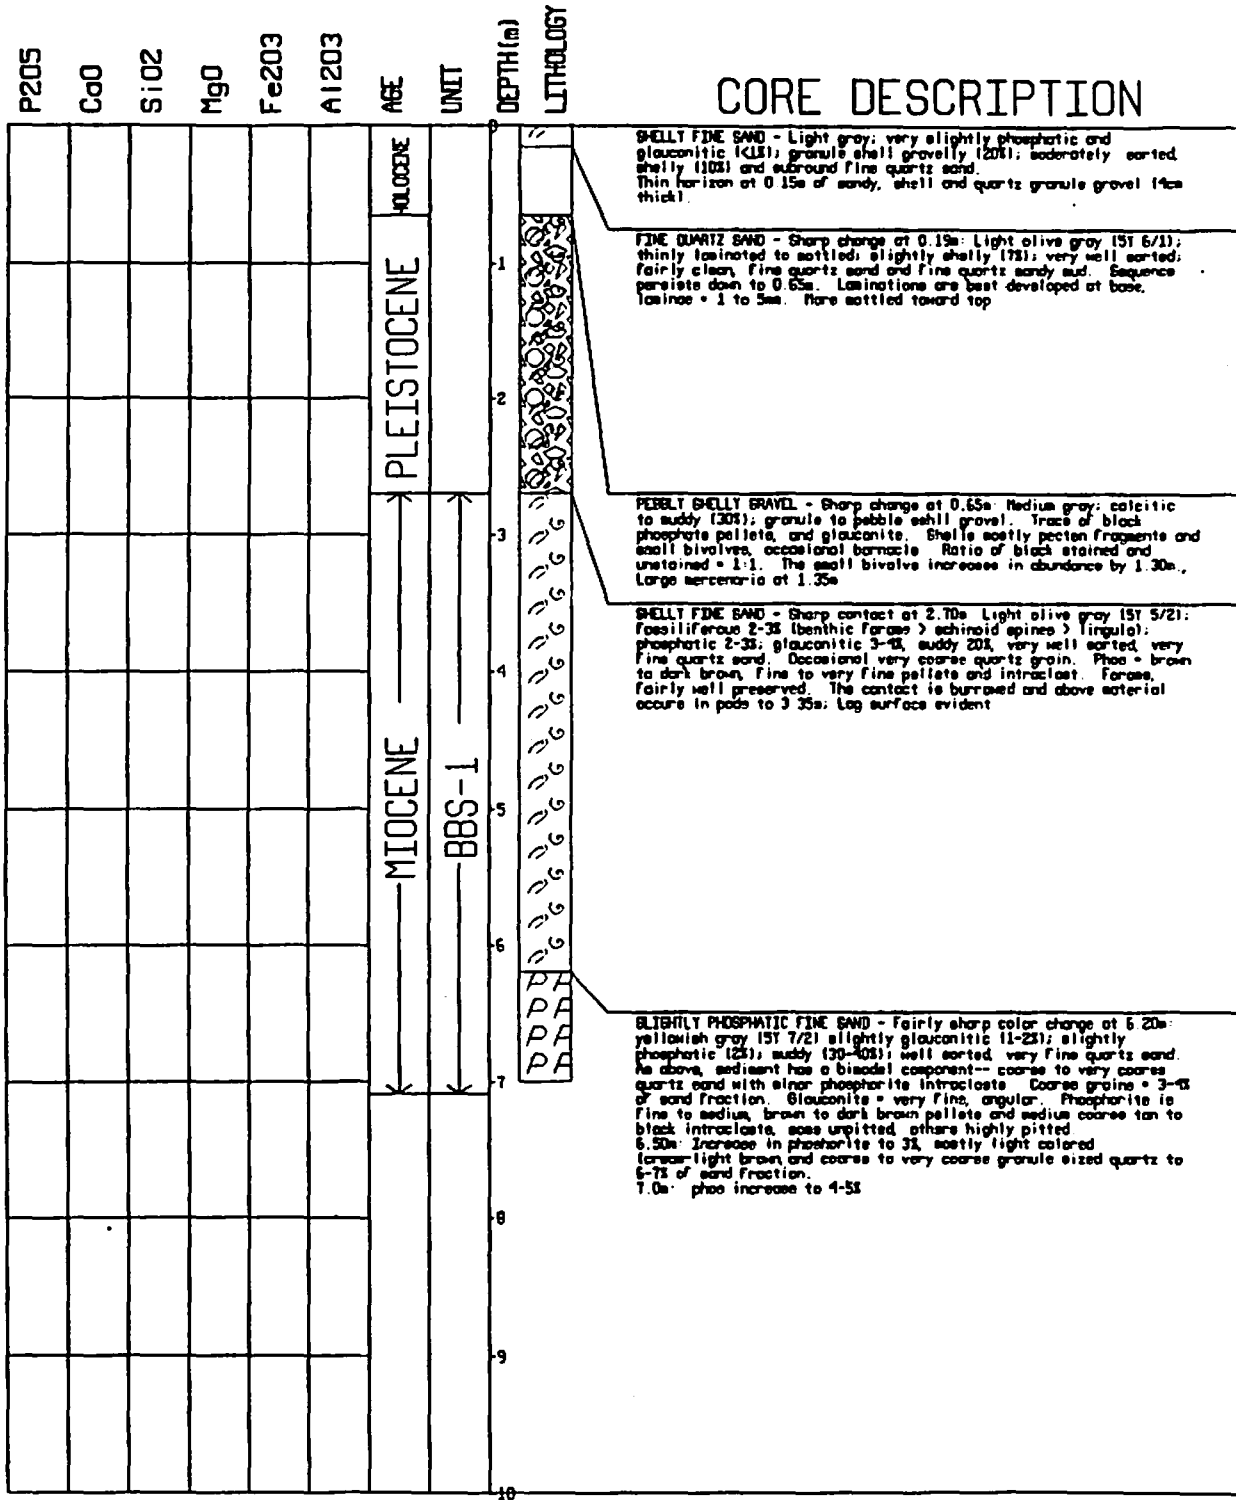 P2O5
CaO
SiO2
MgO
Fe2O3
Al2O3
AGE
UNIT
DEPTH(m)
LITHOLOGY
CORE DESCRIPTION
0
1
2
3
4
5
6
7
8
9
10
HOLOCENE
PLEISTOCENE
MIOCENE
BBS-1
P P
P P
P P
P P
SHELLY FINE SAND - Light gray; very slightly phosphatic and
glauconitic (<1%); granule shell gravelly (20%); moderately sorted,
shelly (10%) and subround fine quartz sand.
Thin horizon at 0.15m of sandy, shell and quartz granule gravel (4cm
thick).
FINE QUARTZ SAND - Sharp change at 0.19m: Light olive gray (5Y 6/1);
thinly laminated to mottled; slightly shelly (7%); very well sorted;
fairly clean, fine quartz sand and fine quartz sandy mud. Sequence
persists down to 0.65m. Laminations are best developed at base,
laminae = 1 to 5mm. More mottled toward top
PEBBLY SHELLY GRAVEL - Sharp change at 0.65m: Medium gray; calcitic
to muddy (30%); granule to pebble sehll gravel. Trace of black
phosphate pellets, and glauconite. Shells mostly pecten fragments and
small bivalves, occasional barnacle Ratio of black stained and
unstained = 1:1. The small bivalve increases in abundance by 1.30m.,
Large mercenaria at 1.35m
SHELLY FINE SAND - Sharp contact at 2.70m Light olive gray (5Y 5/2);
fossiliferous 2-3% (benthic forams > echinoid spines > lingula);
phosphatic 2-3%; glauconitic 3-4%, muddy 20%, very well sorted, very
fine quartz sand. Occasional very coarse quartz grain. Phos = brown
to dark brown, fine to very fine pellets and intraclast. Forams,
fairly well preserved. The contact is burrowed and above material
occurs in pods to 3 35m; Lag surface evident
SLIGHTLY PHOSPHATIC FINE SAND - Fairly sharp color change at 6.20m:
yellowish gray (5Y 7/2) slightly glauconitic (1-2%); slightly
phosphatic (2%); muddy (30-40%); well sorted, very fine quartz sand.
As above, sediment has a bimodel component-- coarse to very coarse
quartz sand with minor phosphorite intraclasts Coarse grains = 3-4%
of sand fraction. Glauconite = very fine, angular. Phosphorite is
fine to medium, brown to dark brown pellets and medium coarse tan to
black intraclasts, some unpitted, others highly pitted.
6.50m: Increase in phoshorite to 3%, mostly light colored
(cream-light brown, and coarse to very coarse granule sized quartz to
6-7% of sand fraction.
7.0m: phos increase to 4-5%